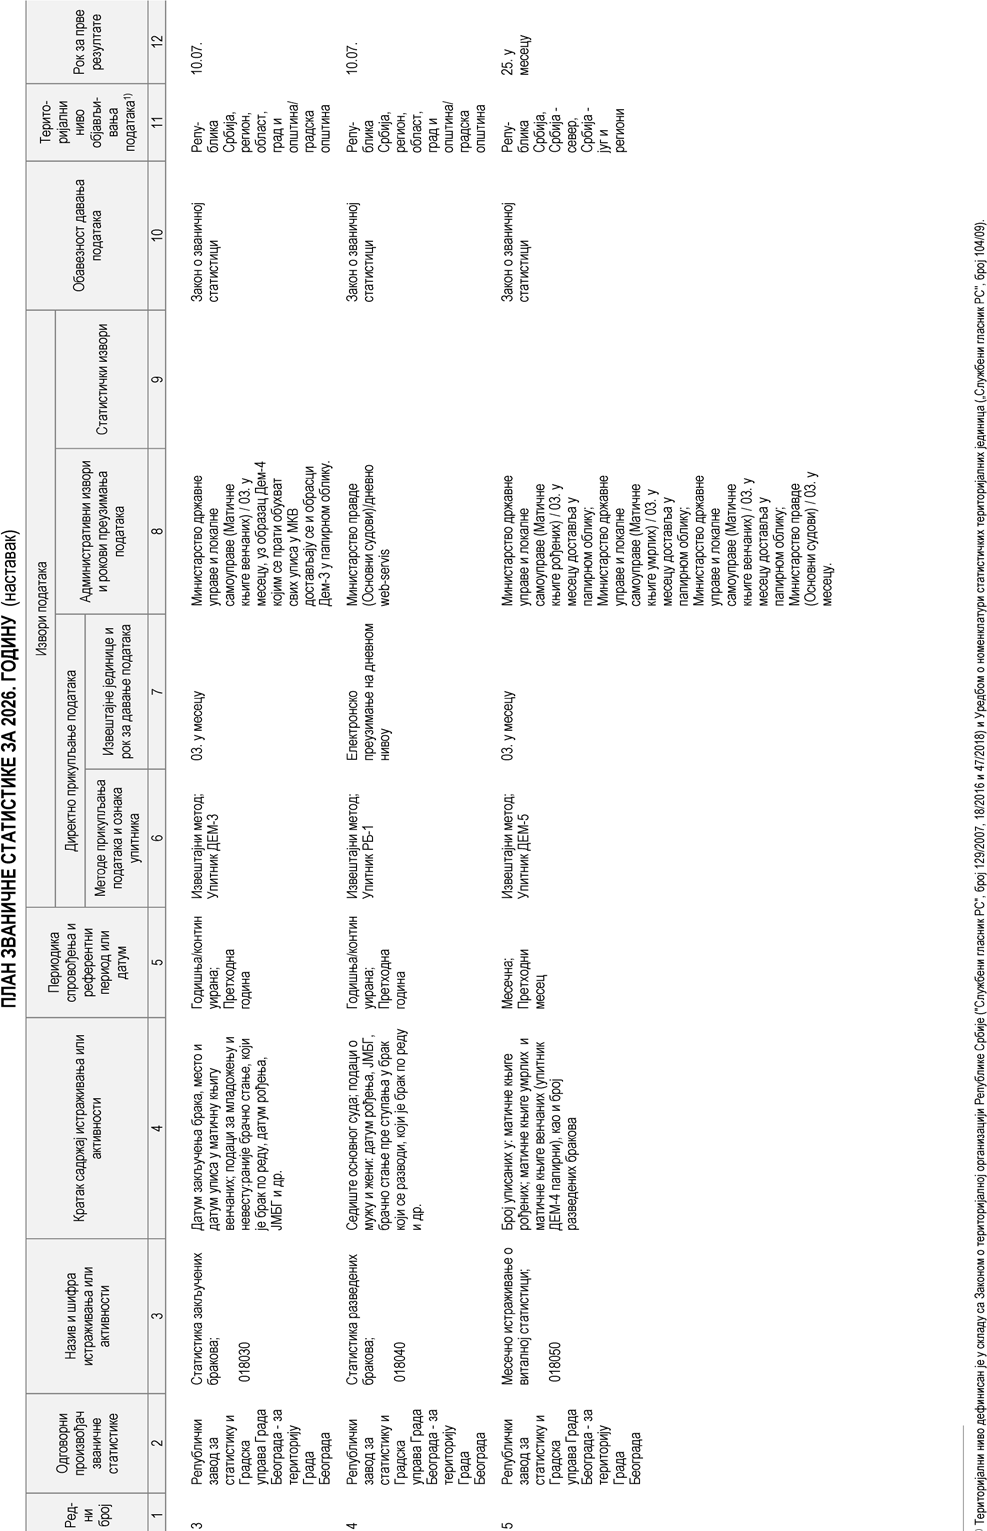 ПЛАН ЗВАНИЧНЕ СТАТИСТИКЕ ЗА 2026. ГОДИНУ (наставак)
Ред-
ни
број
Одговорни
произвођач
званичне
статистике
Назив и шифра
истраживања или
активности
Кратак садржај истраживања или
активности
Периодика
спровођења и
референтни
период или
датум
Извори података
Директно прикупљање података
Методе прикупљања
података и ознака
упитника
Извештајне јединице и
рок за давање података
Административни извори
и рокови преузимања
података
Статистички извори
Обавезност давања
података
Терито-
ријални
ниво
објављи-
вања
података1)
Рок за прве
резултате
1 2 3 4 5 6 7 8 9 10 11 12
3
Републички
завод за
статистику и
Градска
управа Града
Београда - за
територију
Града
Београда
Статистика закључених
бракова;
018030
Датум закључења брака, место и
датум уписа у матичну књигу
венчаних; подаци за младожењу и
невесту:раније брачно стање, који
је брак по реду, датум рођења,
ЈМБГ и др.
Годишња/контин
уирана;
Претходна
година
Извештајни метод;
Упитник ДЕМ-3
03. у месецу
Министарство државне
управе и локалне
самоуправе (Матичне
књиге венчаних) / 03. у
месецу, уз образац Дем-4
којим се прати обухват
свих уписа у МКВ
достављају се и обрасци
Дем-3 у папирном облику.
Закон о званичној
статистици
Репу-
блика
Србија,
регион,
област,
град и
општина/
градска
општина
10.07.
4
Републички
завод за
статистику и
Градска
управа Града
Београда - за
територију
Града
Београда
Статистика разведених
бракова;
018040
Седиште основног суда; подаци о
мужу и жени: датум рођења, ЈМБГ,
брачно стање пре ступања у брак
који се разводи, који је брак по реду
и др.
Годишња/контин
уирана;
Претходна
година
Извештајни метод;
Упитник РБ-1
Електронско
преузимање на дневном
нивоу
Министарство правде
(Основни судови)/дневно
web-servis
Закон о званичној
статистици
Репу-
блика
Србија,
регион,
област,
град и
општина/
градска
општина
10.07.
5
Републички
завод за
статистику и
Градска
управа Града
Београда - за
територију
Града
Београда
Месечно истраживање о
виталној статистици;
018050
Број уписаних у: матичне књиге
рођених; матичне књиге умрлих и
матичне књиге венчаних (упитник
ДЕМ-4 папирни), као и број
разведених бракова
Месечна;
Претходни
месец
Извештајни метод;
Упитник ДЕМ-5
03. у месецу
Министарство државне
управе и локалне
самоуправе (Матичне
књиге рођених) / 03. у
месецу доставља у
папирном облику;
Министарство државне
управе и локалне
самоуправе (Матичне
књиге умрлих) / 03. у
месецу доставља у
папирном облику;
Министарство државне
управе и локалне
самоуправе (Матичне
књиге венчаних) / 03. у
месецу доставља у
папирном облику;
Министарство правде
(Основни судови) / 03. у
месецу.
Закон о званичној
статистици
Репу-
блика
Србија,
Србија -
север,
Србија -
југ и
региони
25. у
месецу
) Територијални ниво дефинисан је у складу са Законом о територијалној организацији Републике Србије ("Службени гласник РС", број 129/2007, 18/2016 и 47/2018) и Уредбом о номенклатури статистичких територијалних јединица („Службени гласник РС", број 104/09).